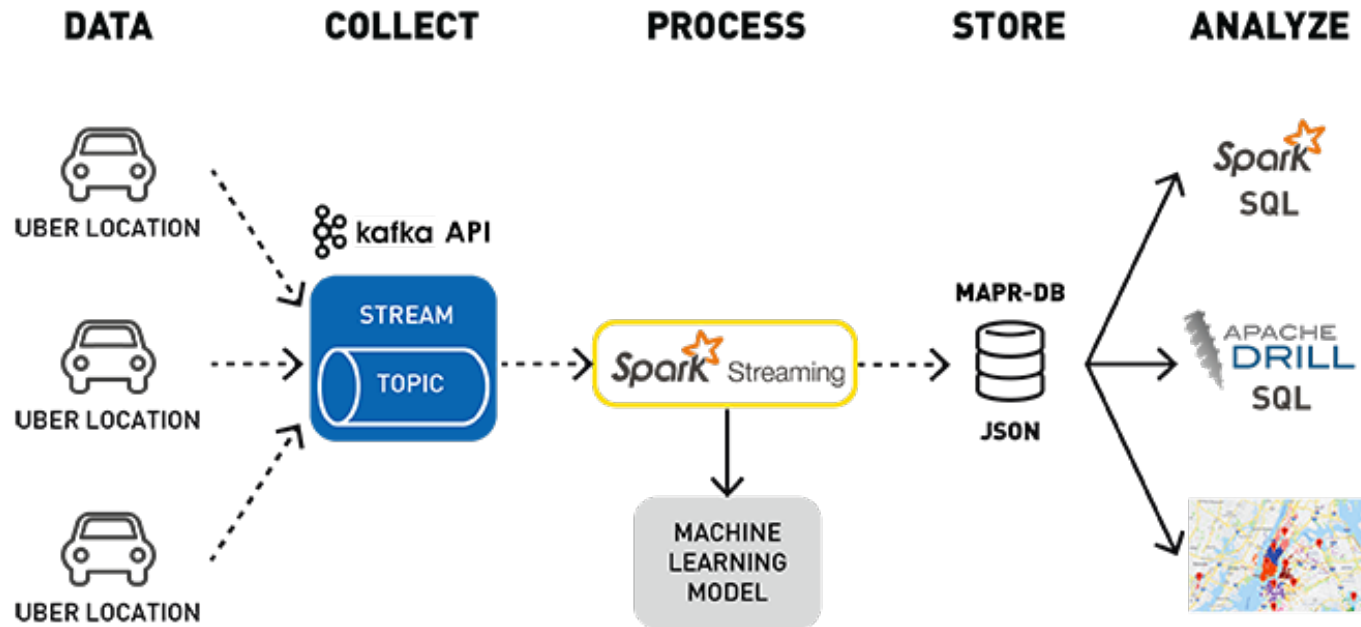 DATA
COLLECT
PROCESS
STORE
ANALYZE
UBER LOCATION
UBER LOCATION
UBER LOCATION
kafka API
STREAM
TOPIC
Spark Streaming
MACHINE
LEARNING
MODEL
MAPR-DB
JSON
Spark
SQL
APACHE
DRILL
SQL